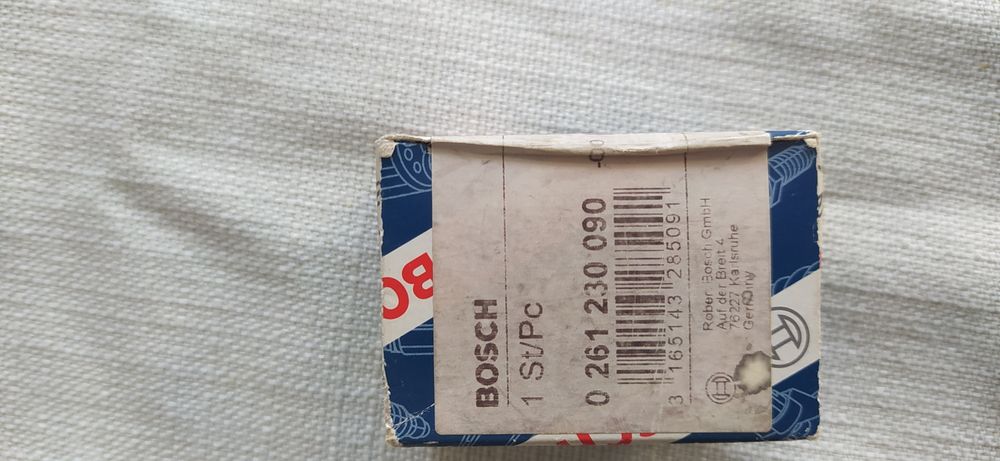 BOSCH
1 St/Pc
0 261 230 090
3 165143 285091
Robert Bosch GmbH
Auf der Breit 4
76227 Karlsruhe
Germany
BO